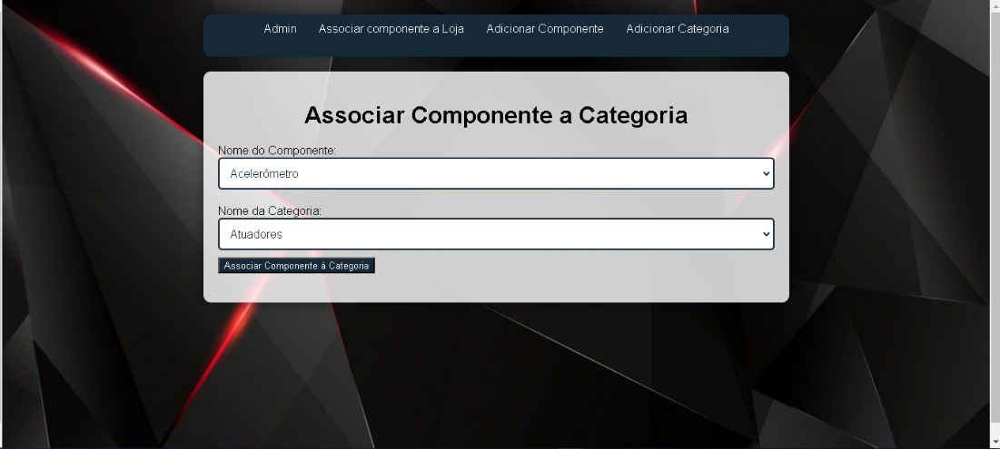 Admin Associar componente a Loja Adicionar Componente Adicionar Categoria
Associar Componente a Categoria
Nome do Componente:
Acelerômetro
Nome da Categoria:
Atuadores
Associar Componente à Categoria